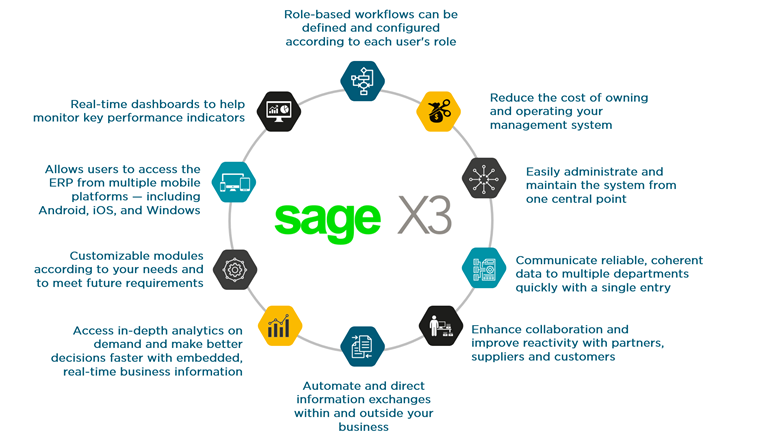 Role-based workflows can be
defined and configured
according to each user's role
Real-time dashboards to help
monitor key performance indicators
Reduce the cost of owning
and operating your
management system
Allows users to access the
ERP from multiple mobile
platforms — including
Android, iOS, and Windows
Easily administrate and
maintain the system from
one central point
sage X3
Customizable modules
according to your needs and
to meet future requirements
Communicate reliable, coherent
data to multiple departments
quickly with a single entry
Access in-depth analytics on
demand and make better
decisions faster with embedded,
real-time business information
Enhance collaboration and
improve reactivity with partners,
suppliers and customers
Automate and direct
information exchanges
within and outside your
business